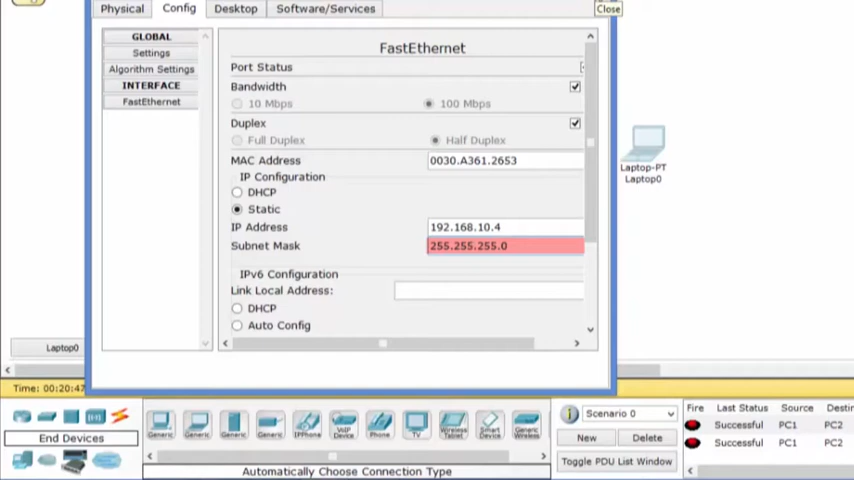 Physical Config Desktop Software/Services Close
GLOBAL
Settings
Algorithm Settings
INTERFACE
FastEthernet
FastEthernet
Port Status
Bandwidth
10 Mbps 100 Mbps
Duplex
Full Duplex Half Duplex
MAC Address 0030.A361.2653
IP Configuration
DHCP
Static
IP Address 192.168.10.4
Subnet Mask 255.255.255.0
IPv6 Configuration
Link Local Address:
DHCP
Auto Config
Laptop-PT
Laptop0
Laptop0
Time: 00:20:47
End Devices
Generic Generic Generic Generic IPPhone VoIP Device Phone TV Wireless Tablet Smart Device Generic Wireless
Automatically Choose Connection Type
Scenario 0
New Delete
Toggle PDU List Window
Fire Last Status Source Destin
Successful PC1 PC2
Successful PC1 PC2